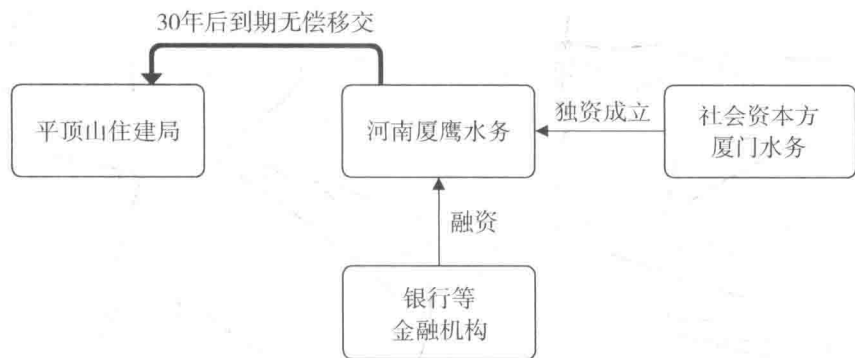 30年后到期无偿移交
平顶山住建局
河南厦鹰水务
独资成立
社会资本方
厦门水务
融资
银行等
金融机构